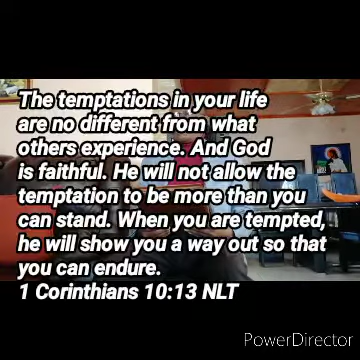 The temptations in your life
are no different from what
others experience. And God
is faithful. He will not allow the
temptation to be more than you
can stand. When you are tempted,
he will show you a way out so that
you can endure.
1 Corinthians 10:13 NLT
PowerDirector